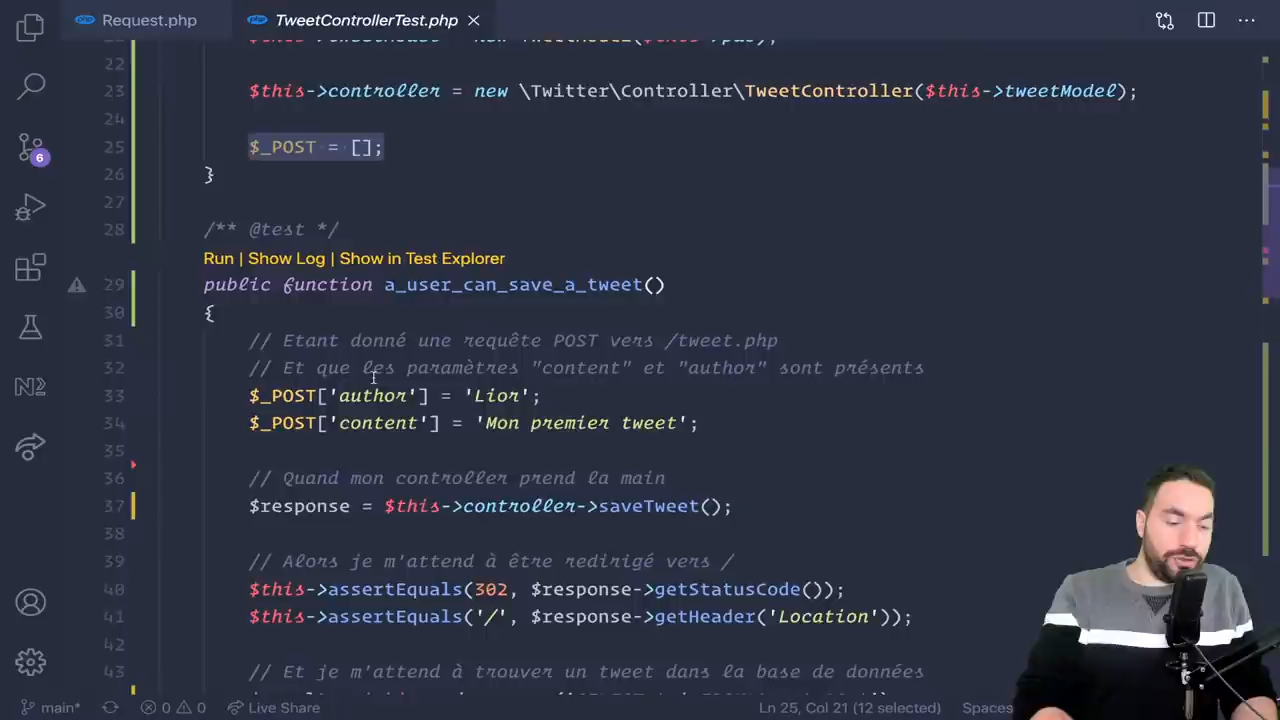 Request.php
TweetControllerTest.php
22
23 $this->controller = new \Twitter\Controller\TweetController($this->tweetModel);
24
25 $_POST = [];
26 }
27
28 /** @test */
Run | Show Log | Show in Test Explorer
29 public function a_user_can_save_a_tweet()
30 {
31 // Etant donné une requête POST vers /tweet.php
32 // Et que les paramètres "content" et "author" sont présents
33 $_POST['author'] = 'Lior';
34 $_POST['content'] = 'Mon premier tweet';
35
36 // Quand mon controller prend la main
37 $response = $this->controller->saveTweet();
38
39 // Alors je m'attend à être redirigé vers /
40 $this->assertEquals(302, $response->getStatusCode());
41 $this->assertEquals('/', $response->getHeader('Location'));
42
43 // Et je m'attend à trouver un tweet dans la base de données
6
main* 0 0 Live Share Ln 25, Col 21 (12 selected) Spaces